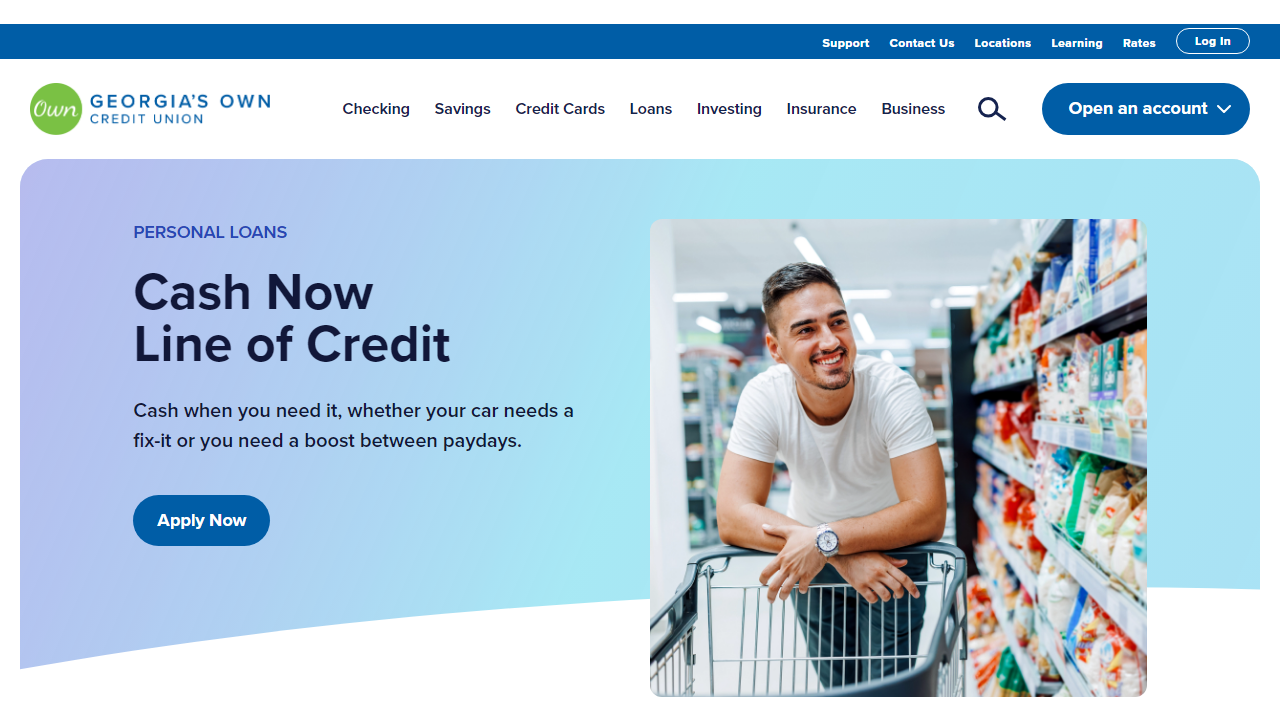 Support Contact Us Locations Learning Rates Log In
Own GEORGIA'S OWN
CREDIT UNION
Checking Savings Credit Cards Loans Investing Insurance Business Open an account
PERSONAL LOANS
Cash Now
Line of Credit
Cash when you need it, whether your car needs a
fix-it or you need a boost between paydays.
Apply Now